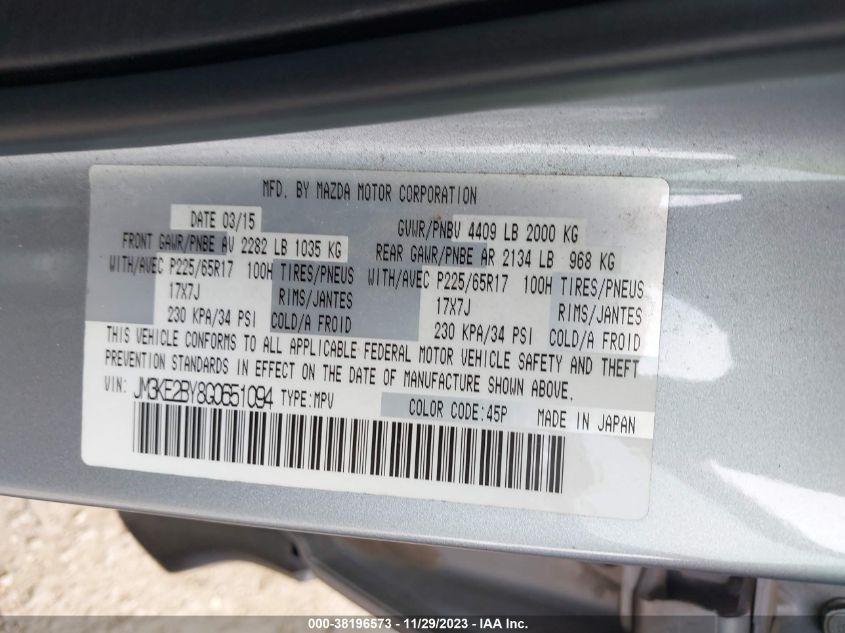 MFD. BY MAZDA MOTOR CORPORATION
DATE 03/15 GVWR/PNBV 4409 LB 2000 KG
FRONT GAWR/PNBE AV 2282 LB 1035 KG REAR GAWR/PNBE AR 2134 LB 968 KG
WITH/AVEC P225/65R17 100H TIRES/PNEUS WITH/AVEC P225/65R17 100H TIRES/PNEUS
17X7J RIMS/JANTES 17X7J RIMS/JANTES
230 KPA/34 PSI COLD/A FROID 230 KPA/34 PSI COLD/A FROID
THIS VEHICLE CONFORMS TO ALL APPLICABLE FEDERAL MOTOR VEHICLE SAFETY AND THEFT
PREVENTION STANDARDS IN EFFECT ON THE DATE OF MANUFACTURE SHOWN ABOVE.
VIN: JM3KE2BY8G0651094 TYPE:MPV COLOR CODE:45P MADE IN JAPAN
000-38196573 - 11/29/2023 - IAA Inc.